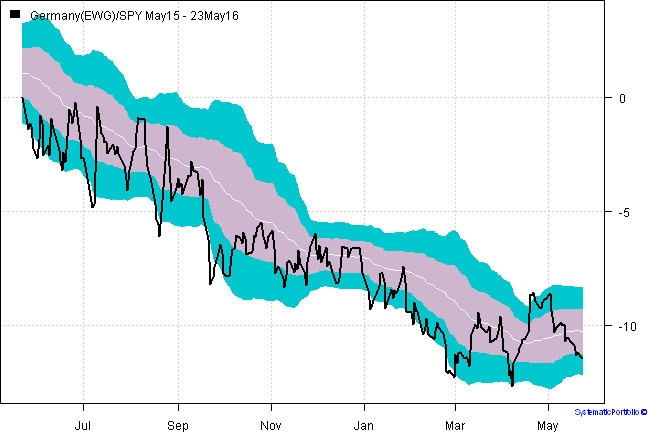 Germany(EWG)/SPY May15 - 23May16
0
-5
-10
Jul Sep Nov Jan Mar May
SystematicPortfolio ©